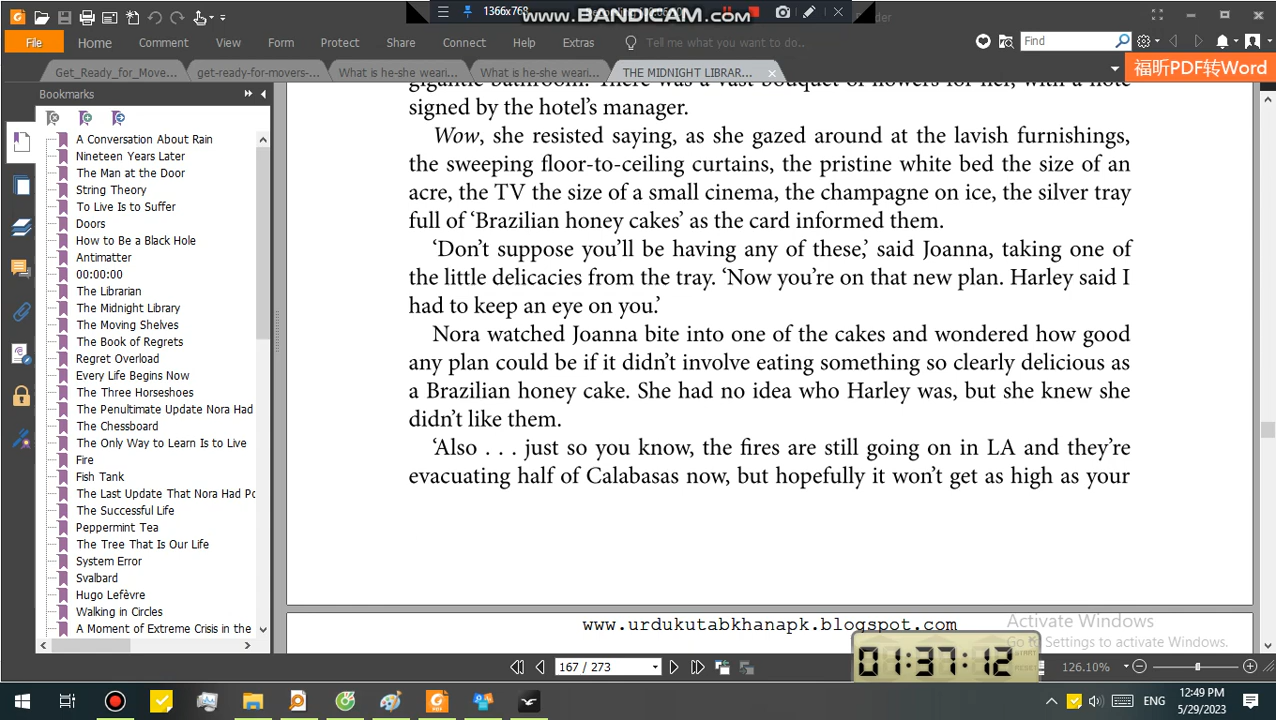 1366x768
www.BANDICAM.com
File Home Comment View Form Protect Share Connect Help Extras Tell me what you want to do... Find
福昕PDF转Word
Get_Ready_for_Move... get-ready-for-movers-... What is he-she weari... What is he-she weari... THE MIDNIGHT LIBRAR...
Bookmarks
A Conversation About Rain
Nineteen Years Later
The Man at the Door
String Theory
To Live Is to Suffer
Doors
How to Be a Black Hole
Antimatter
00:00:00
The Librarian
The Midnight Library
The Moving Shelves
The Book of Regrets
Regret Overload
Every Life Begins Now
The Three Horseshoes
The Penultimate Update Nora Had
The Chessboard
The Only Way to Learn Is to Live
Fire
Fish Tank
The Last Update That Nora Had Po
The Successful Life
Peppermint Tea
The Tree That Is Our Life
System Error
Svalbard
Hugo Lefèvre
Walking in Circles
A Moment of Extreme Crisis in the
gigantic bathroom. There was a vast bouquet of flowers for her, with a note
signed by the hotel's manager.
Wow, she resisted saying, as she gazed around at the lavish furnishings,
the sweeping floor-to-ceiling curtains, the pristine white bed the size of an
acre, the TV the size of a small cinema, the champagne on ice, the silver tray
full of ‘Brazilian honey cakes’ as the card informed them.
‘Don’t suppose you’ll be having any of these,’ said Joanna, taking one of
the little delicacies from the tray. ‘Now you’re on that new plan. Harley said I
had to keep an eye on you.’
Nora watched Joanna bite into one of the cakes and wondered how good
any plan could be if it didn’t involve eating something so clearly delicious as
a Brazilian honey cake. She had no idea who Harley was, but she knew she
didn’t like them.
‘Also . . . just so you know, the fires are still going on in LA and they’re
evacuating half of Calabasas now, but hopefully it won’t get as high as your
www.urdukutabkhanapk.blogspot.com
Activate Windows
Go to Settings to activate Windows.
01:37:12
167 / 273
126.10%
ENG
12:49 PM
5/29/2023